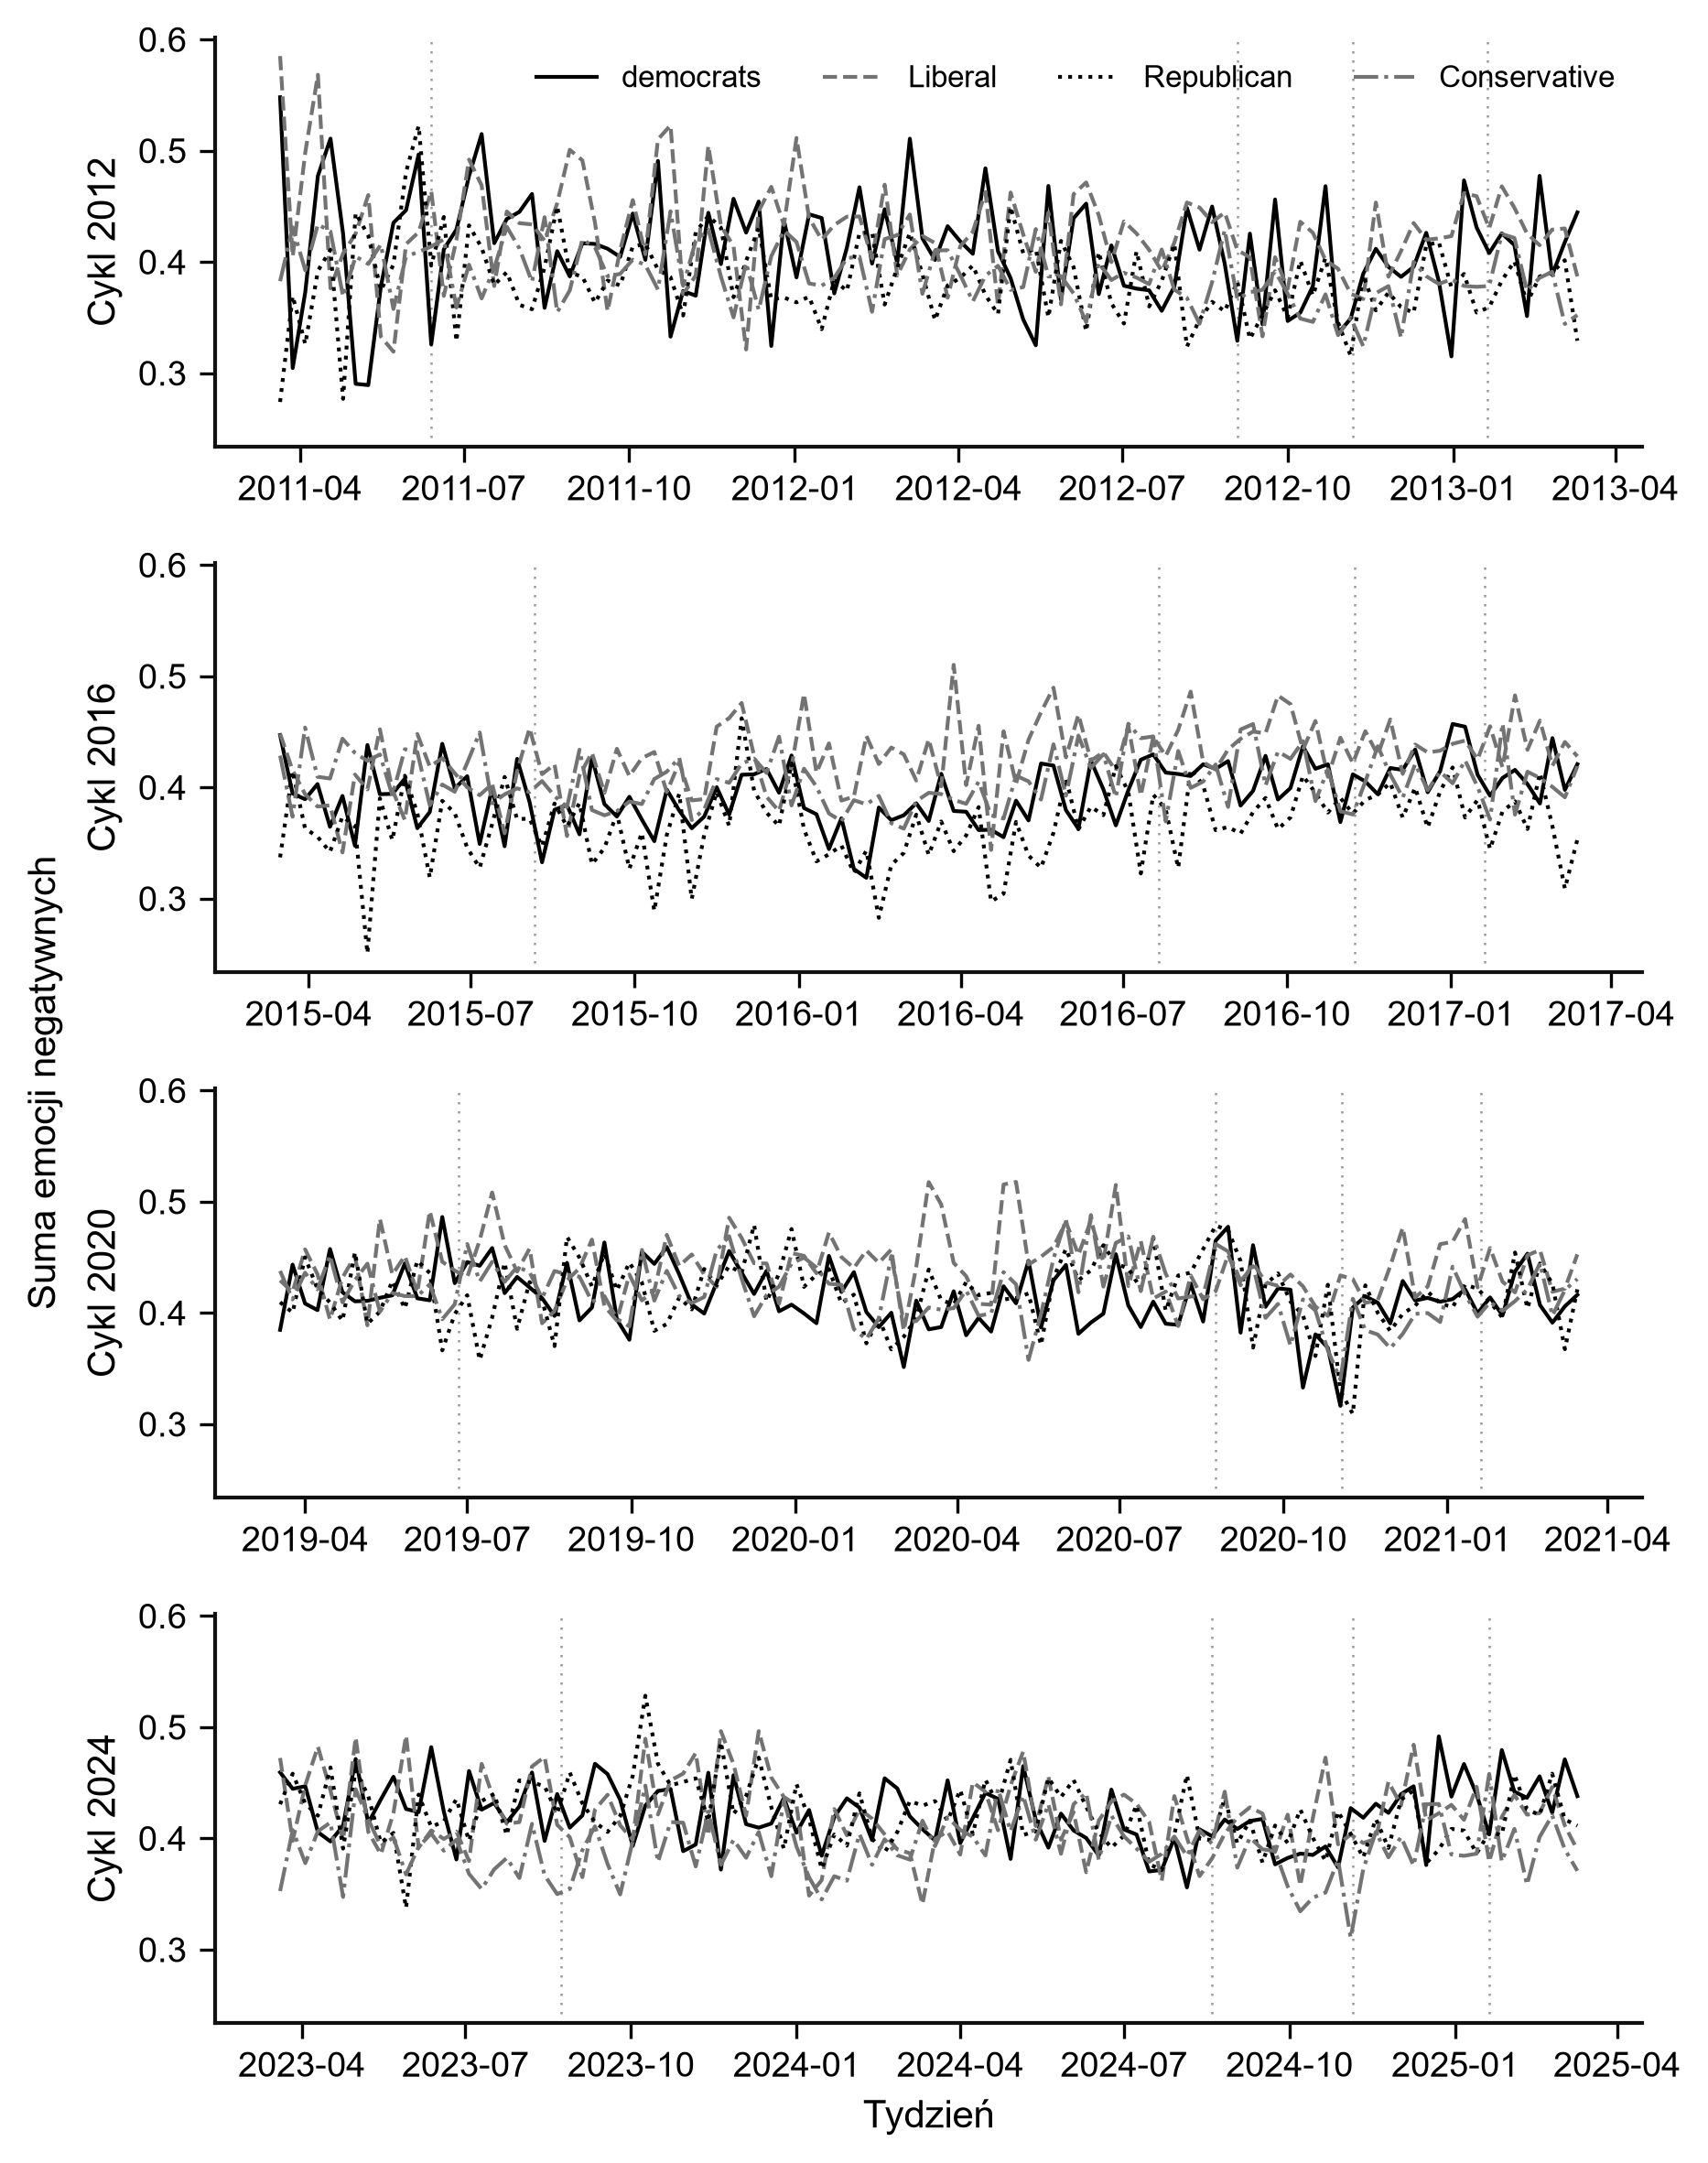 0.6
democrats Liberal Republican Conservative
0.5
0.4
0.3
Cykl 2012
2011-04 2011-07 2011-10 2012-01 2012-04 2012-07 2012-10 2013-01 2013-04
0.6
0.5
0.4
0.3
Cykl 2016
2015-04 2015-07 2015-10 2016-01 2016-04 2016-07 2016-10 2017-01 2017-04
Suma emocji negatywnych
0.6
0.5
0.4
0.3
Cykl 2020
2019-04 2019-07 2019-10 2020-01 2020-04 2020-07 2020-10 2021-01 2021-04
0.6
0.5
0.4
0.3
Cykl 2024
2023-04 2023-07 2023-10 2024-01 2024-04 2024-07 2024-10 2025-01 2025-04
Tydzień